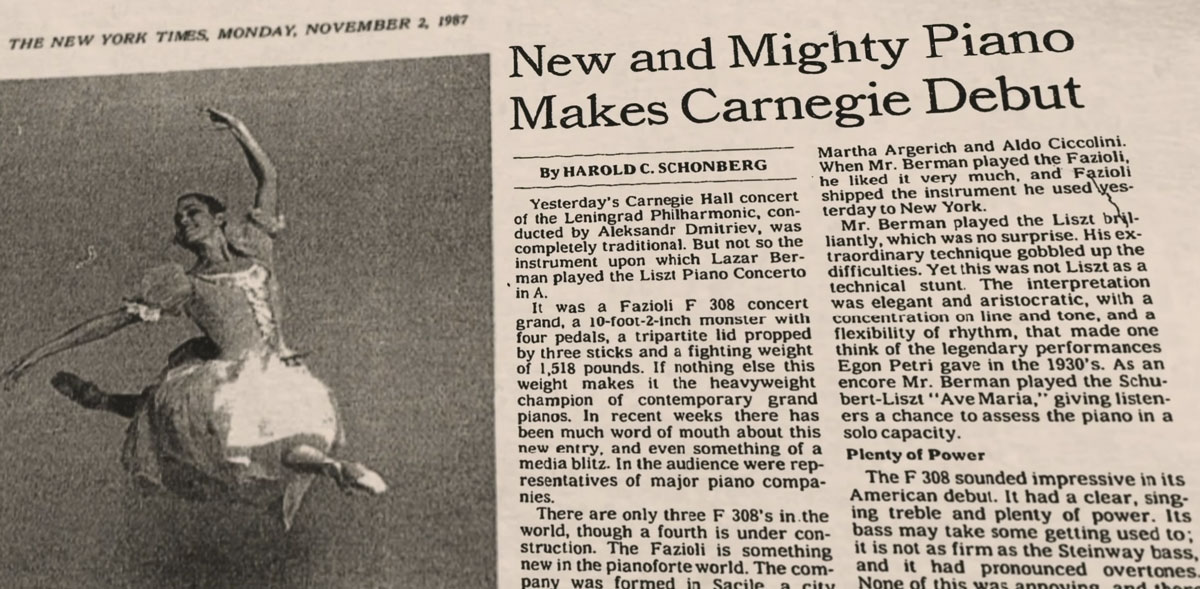 THE NEW YORK TIMES, MONDAY, NOVEMBER 2, 1987
New and Mighty Piano
Makes Carnegie Debut
By HAROLD C. SCHONBERG
Yesterday's Carnegie Hall concert
of the Leningrad Philharmonic, con-
ducted by Aleksandr Dmitriev, was
completely traditional. But not so the
instrument upon which Lazar Ber-
man played the Liszt Piano Concerto
in A.
It was a Fazioli F 308 concert
grand, a 10-foot-2-inch monster with
four pedals, a tripartite lid propped
by three sticks and a fighting weight
of 1,518 pounds. If nothing else this
weight makes it the heavyweight
champion of contemporary grand
pianos. In recent weeks there has
been much word of mouth about this
new entry, and even something of a
media blitz. In the audience were rep-
resentatives of major piano compa-
nies.
There are only three F 308's in the
world, though a fourth is under con-
struction. The Fazioli is something
new in the pianoforte world. The com-
pany was formed in Sacile, a city
Martha Argerich and Aldo Ciccolini.
When Mr. Berman played the Fazioli,
he liked it very much, and Fazioli
shipped the instrument he used yes-
terday to New York.
Mr. Berman played the Liszt bril-
liantly, which was no surprise. His ex-
traordinary technique gobbled up the
difficulties. Yet this was not Liszt as a
technical stunt. The interpretation
was elegant and aristocratic, with a
concentration on line and tone, and a
flexibility of rhythm, that made one
think of the legendary performances
Egon Petri gave in the 1930's. As an
encore Mr. Berman played the Schu-
bert-Liszt "Ave Maria," giving listen-
ers a chance to assess the piano in a
solo capacity.
Plenty of Power
The F 308 sounded impressive in its
American debut. It had a clear, sing-
ing treble and plenty of power. Its
bass may take some getting used to;
it is not as firm as the Steinway bass,
and it had pronounced overtones.
None of this was annoying, and